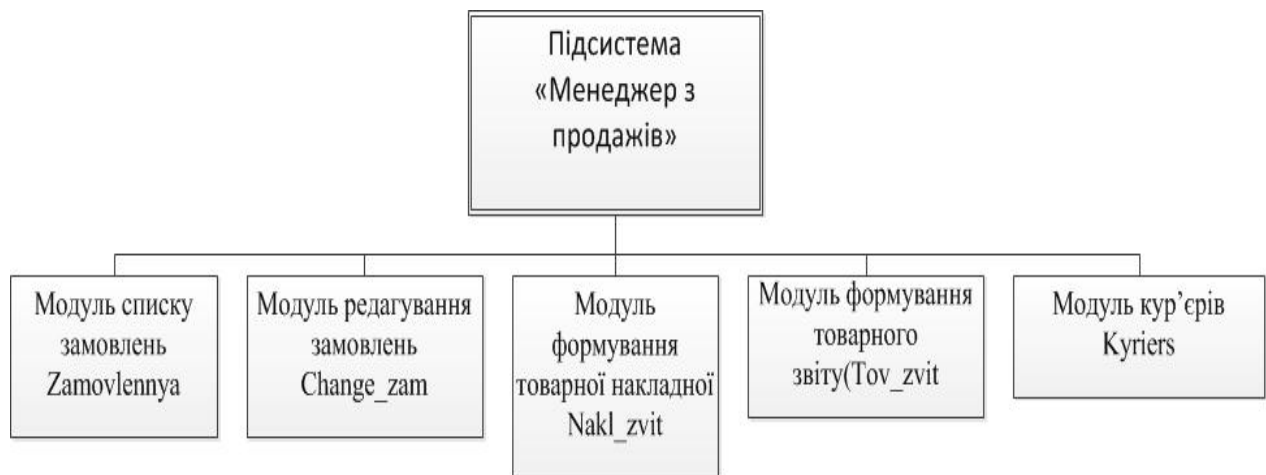 Підсистема
«Менеджер з
продажів»
Модуль списку
замовлень
Zamovlennya
Модуль редагування
замовлень
Change_zam
Модуль
формування
товарної накладної
Nakl_zvit
Модуль формування
товарного
звіту(Tov_zvit
Модуль кур’єрів
Kyriers